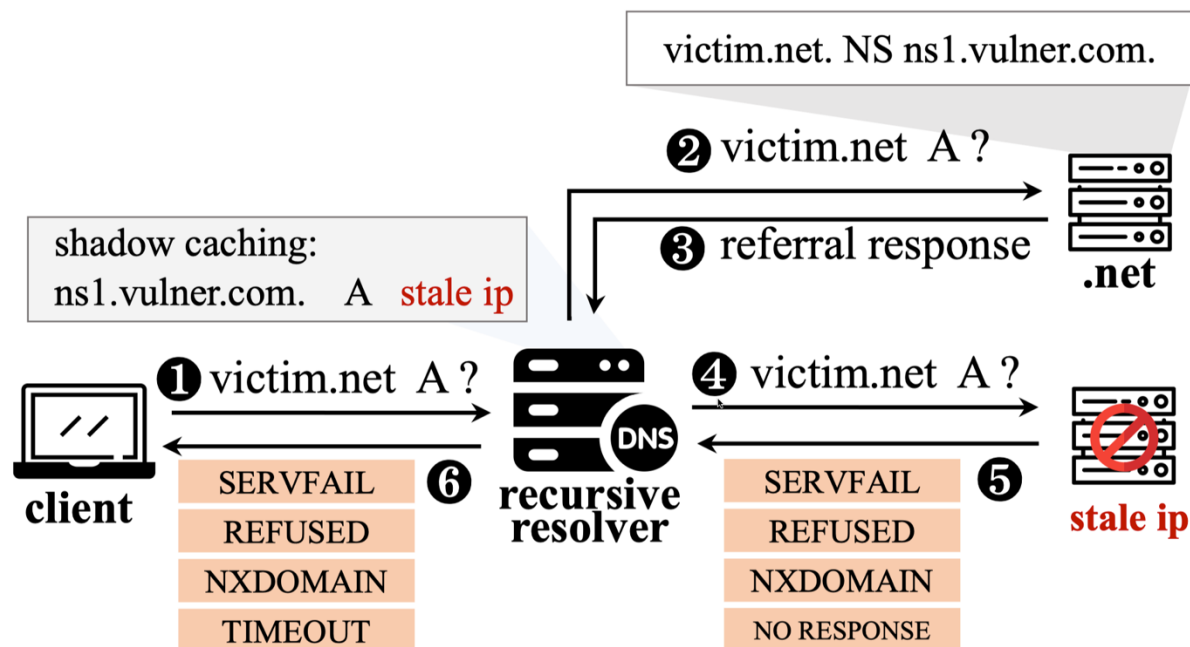 victim.net. NS ns1.vulner.com.
❷ victim.net A ?
❸ referral response
.net
shadow caching:
ns1.vulner.com. A stale ip
❶ victim.net A ?
❹ victim.net A ?
DNS
client
❻
recursive
resolver
❺
stale ip
SERVFAIL
REFUSED
NXDOMAIN
TIMEOUT
SERVFAIL
REFUSED
NXDOMAIN
NO RESPONSE